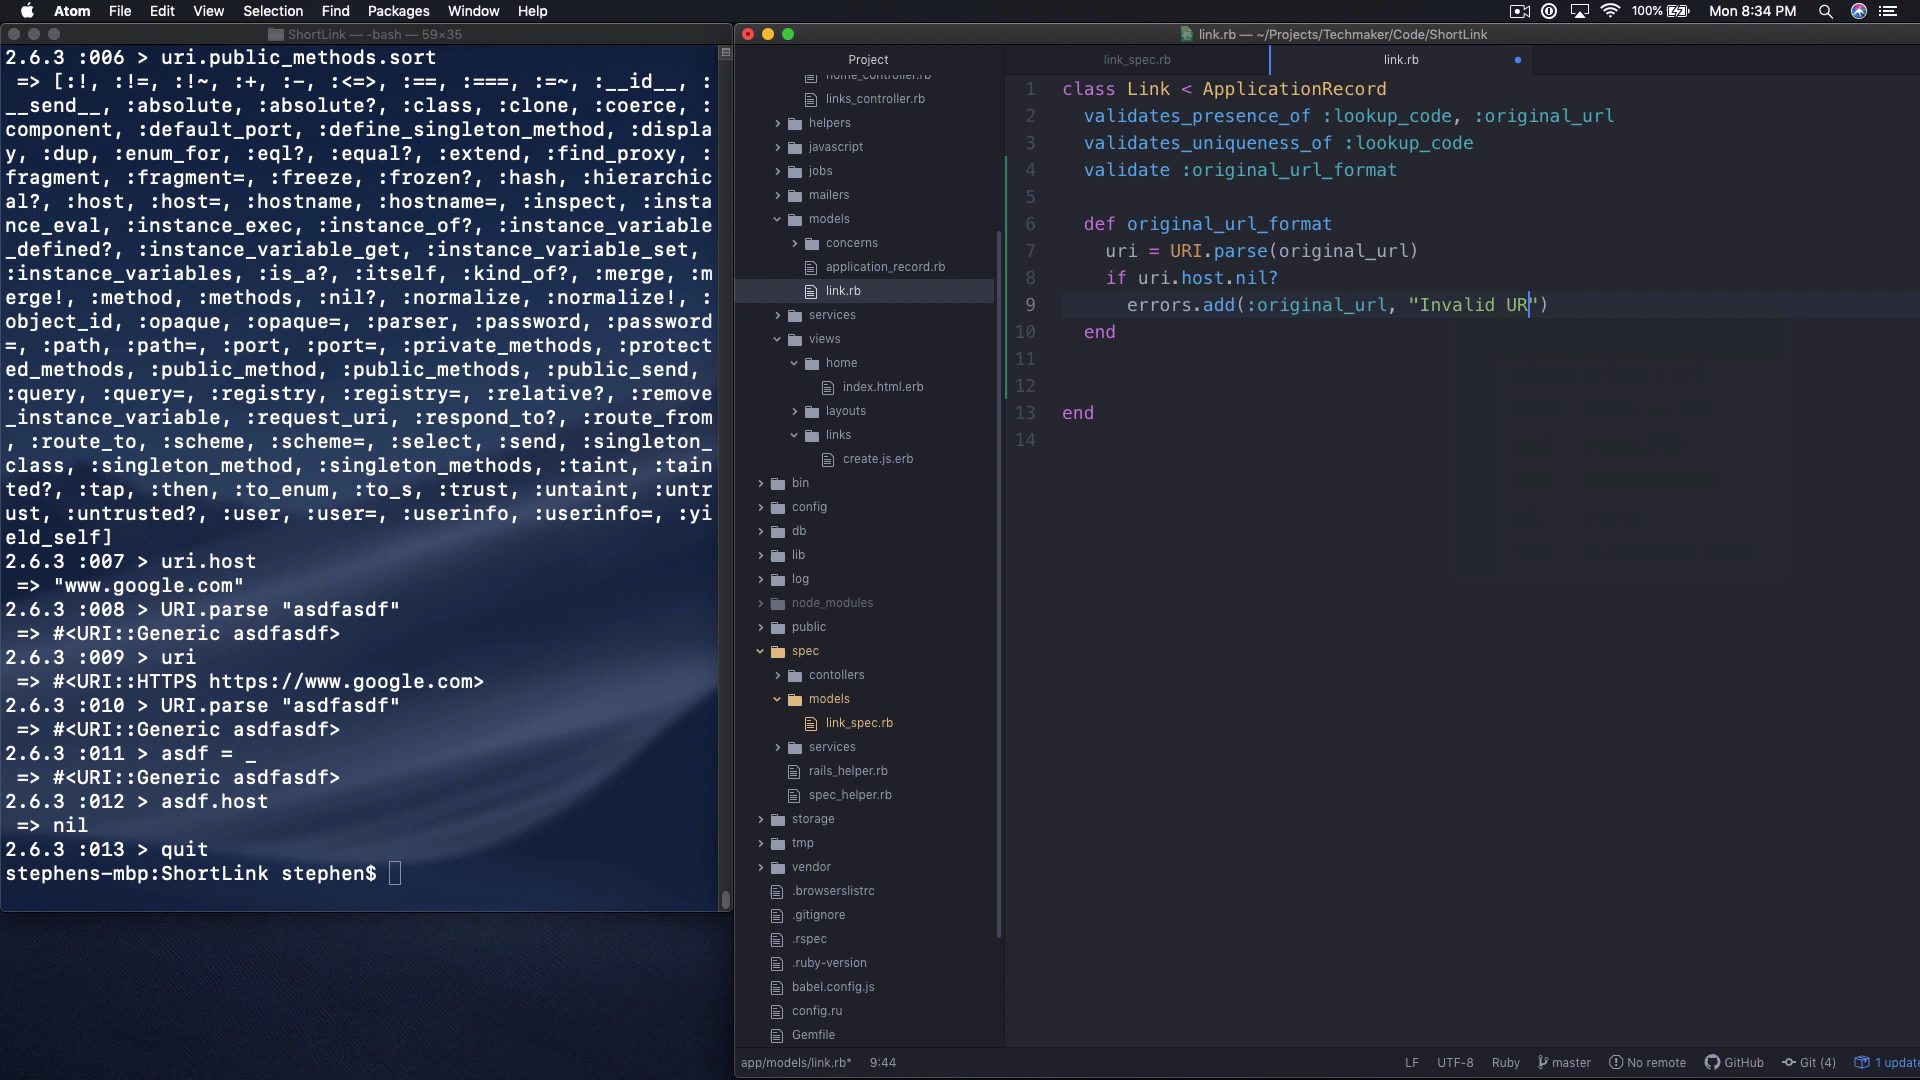 Atom File Edit View Selection Find Packages Window Help
100% Mon 8:34 PM
ShortLink — -bash — 59×35
2.6.3 :006 > uri.public_methods.sort
=> [:!, :!=, :!~, :+, :-, :<=>, :==, :===, :=~, :__id__, :
__send__, :absolute, :absolute?, :class, :clone, :coerce, :
component, :default_port, :define_singleton_method, :displa
y, :dup, :enum_for, :eql?, :equal?, :extend, :find_proxy, :
fragment, :fragment=, :freeze, :frozen?, :hash, :hierarchic
al?, :host, :host=, :hostname, :hostname=, :inspect, :insta
nce_eval, :instance_exec, :instance_of?, :instance_variable
_defined?, :instance_variable_get, :instance_variable_set,
:instance_variables, :is_a?, :itself, :kind_of?, :merge, :m
erge!, :method, :methods, :nil?, :normalize, :normalize!, :
object_id, :opaque, :opaque=, :parser, :password, :password
=, :path, :path=, :port, :port=, :private_methods, :protect
ed_methods, :public_method, :public_methods, :public_send,
:query, :query=, :registry, :registry=, :relative?, :remove
_instance_variable, :request_uri, :respond_to?, :route_from
, :route_to, :scheme, :scheme=, :select, :send, :singleton_
class, :singleton_method, :singleton_methods, :taint, :tain
ted?, :tap, :then, :to_enum, :to_s, :trust, :untaint, :untr
ust, :untrusted?, :user, :user=, :userinfo, :userinfo=, :yi
eld_self]
2.6.3 :007 > uri.host
=> "www.google.com"
2.6.3 :008 > URI.parse "asdfasdf"
=> #<URI::Generic asdfasdf>
2.6.3 :009 > uri
=> #<URI::HTTPS https://www.google.com>
2.6.3 :010 > URI.parse "asdfasdf"
=> #<URI::Generic asdfasdf>
2.6.3 :011 > asdf = _
=> #<URI::Generic asdfasdf>
2.6.3 :012 > asdf.host
=> nil
2.6.3 :013 > quit
stephens-mbp:ShortLink stephen$
link.rb — ~/Projects/Techmaker/Code/ShortLink
Project
home_controller.rb
links_controller.rb
helpers
javascript
jobs
mailers
models
concerns
application_record.rb
link.rb
services
views
home
index.html.erb
layouts
links
create.js.erb
bin
config
db
lib
log
node_modules
public
spec
contollers
models
link_spec.rb
services
rails_helper.rb
spec_helper.rb
storage
tmp
vendor
.browserslistrc
.gitignore
.rspec
.ruby-version
babel.config.js
config.ru
Gemfile
link_spec.rb link.rb
1 class Link < ApplicationRecord
2 validates_presence_of :lookup_code, :original_url
3 validates_uniqueness_of :lookup_code
4 validate :original_url_format
5
6 def original_url_format
7 uri = URI.parse(original_url)
8 if uri.host.nil?
9 errors.add(:original_url, "Invalid UR")
10 end
11
12
13 end
14
app/models/link.rb* 9:44 LF UTF-8 Ruby master No remote GitHub Git (4) 1 update